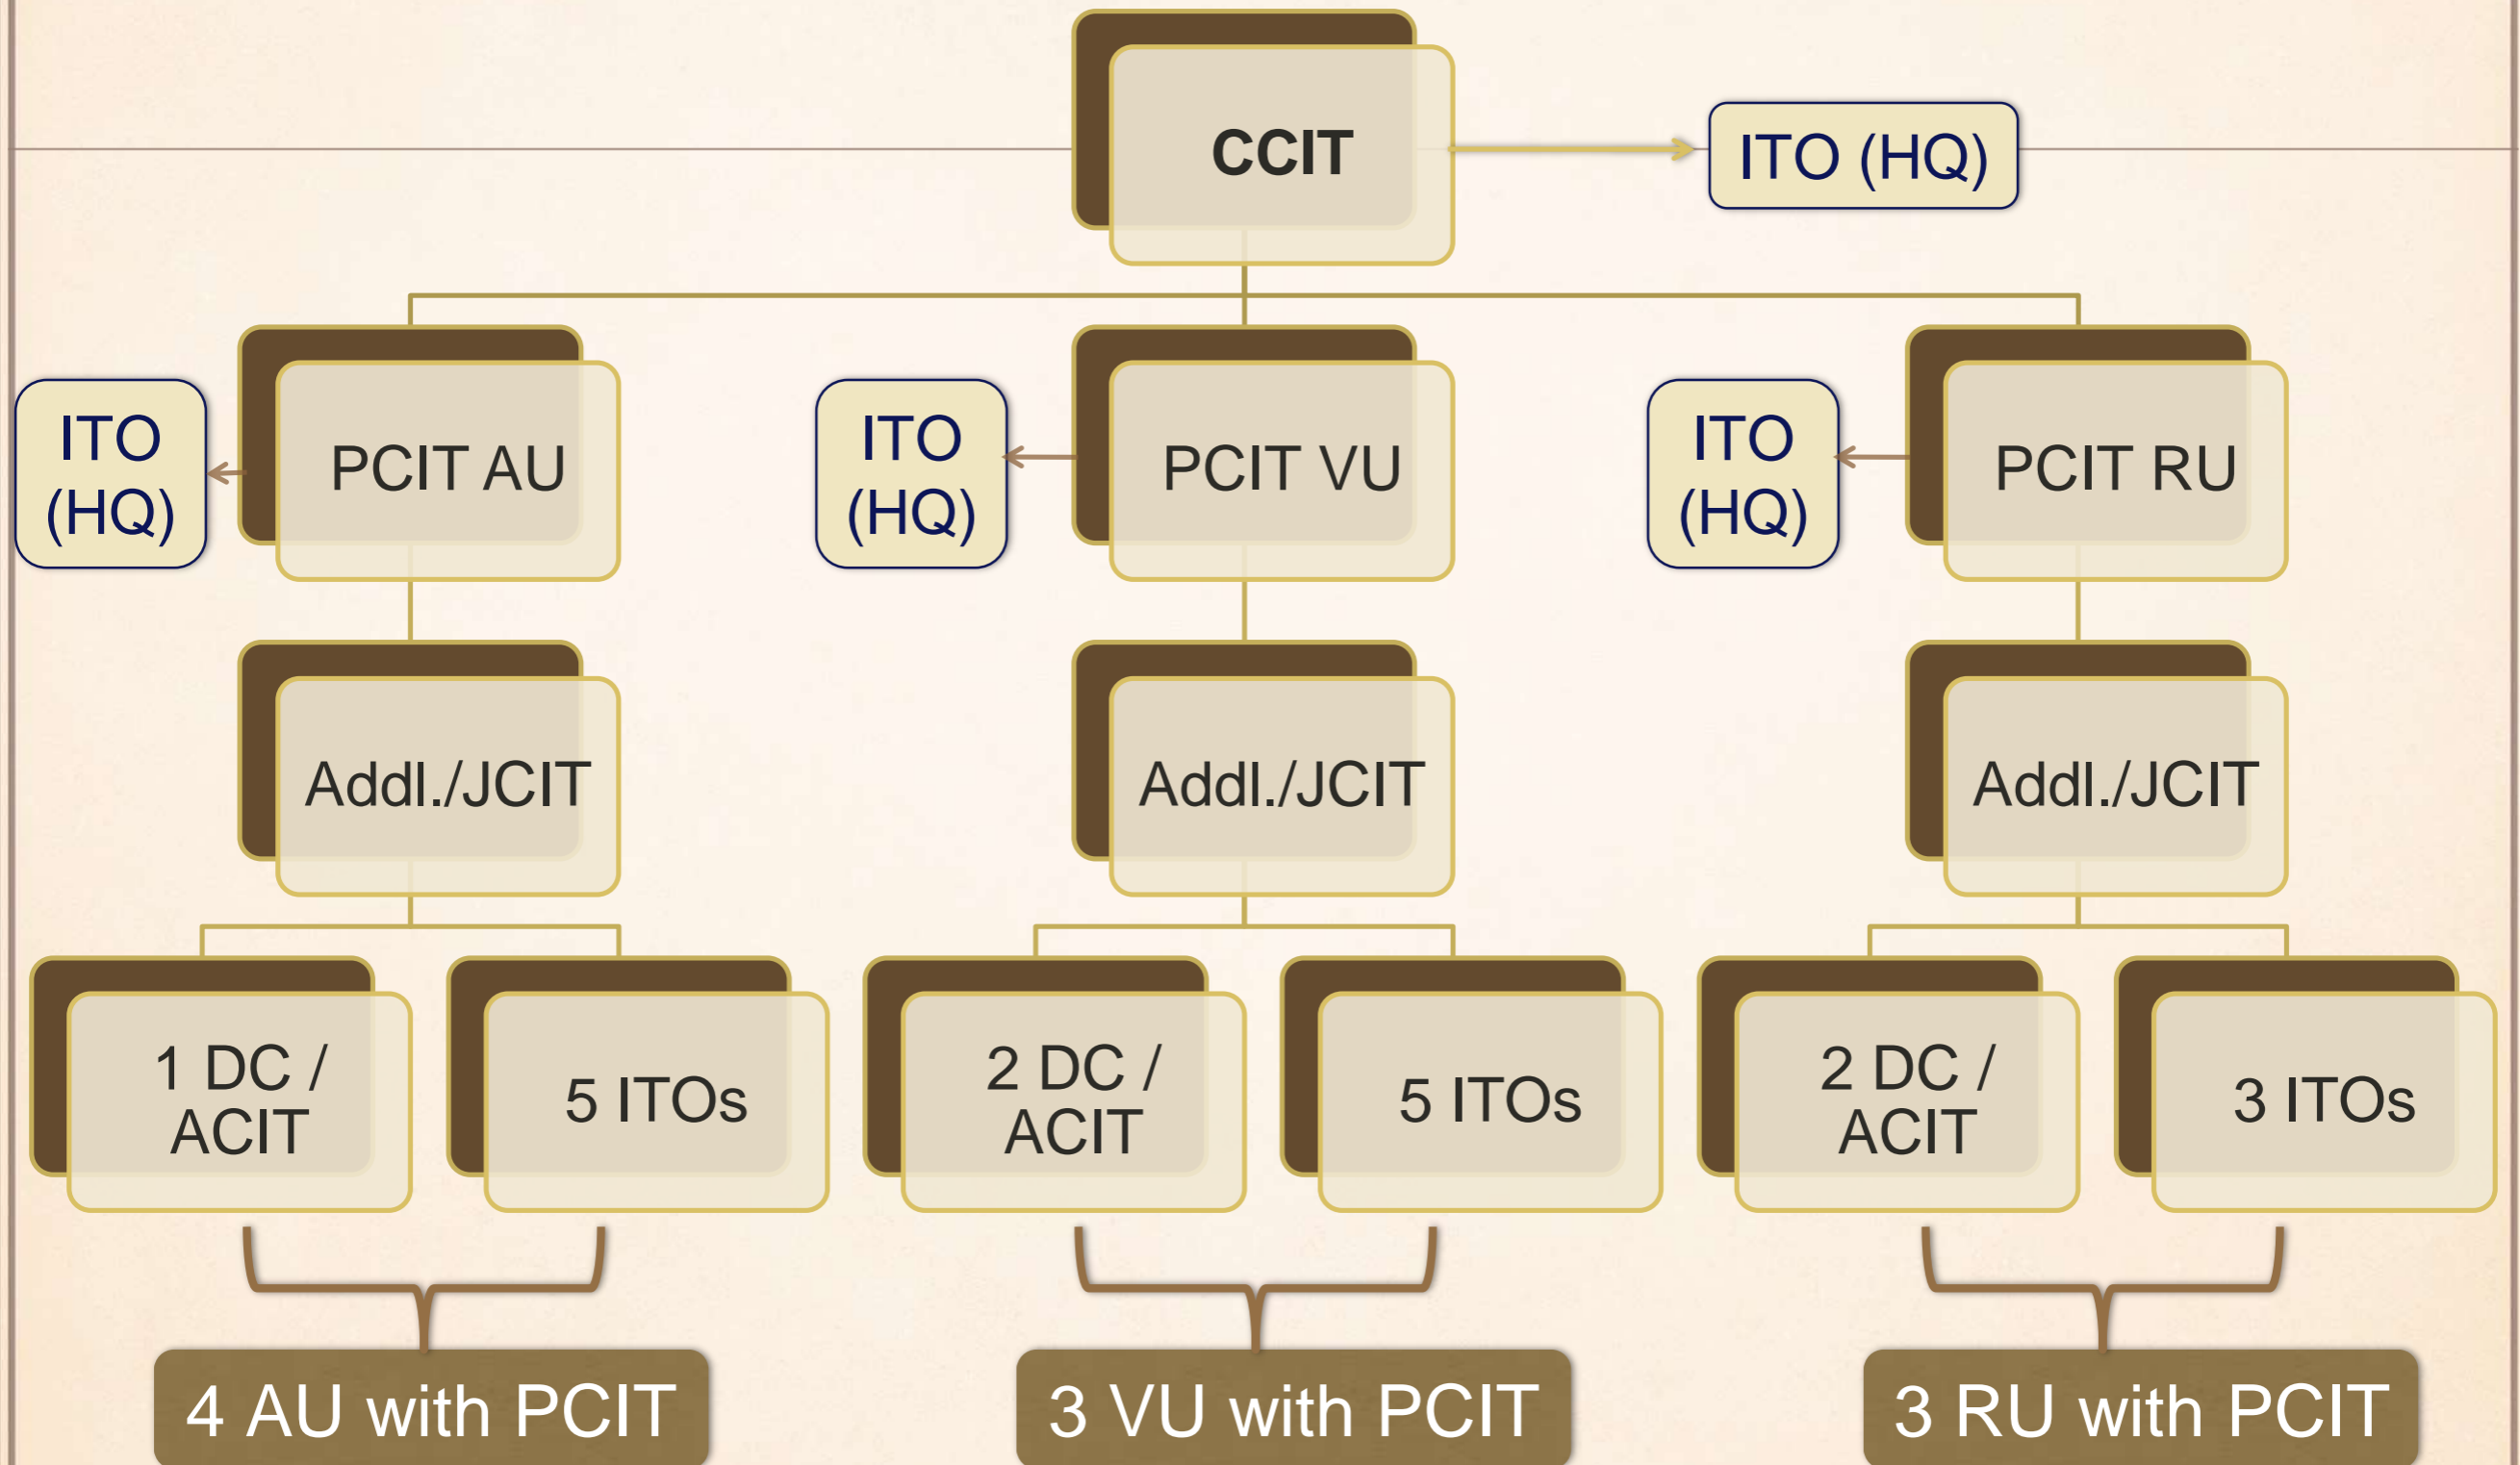 CCIT
ITO (HQ)
ITO
(HQ)
PCIT AU
ITO
(HQ)
PCIT VU
ITO
(HQ)
PCIT RU
Addl./JCIT
Addl./JCIT
Addl./JCIT
1 DC /
ACIT
5 ITOs
2 DC /
ACIT
5 ITOs
2 DC /
ACIT
3 ITOs
4 AU with PCIT
3 VU with PCIT
3 RU with PCIT